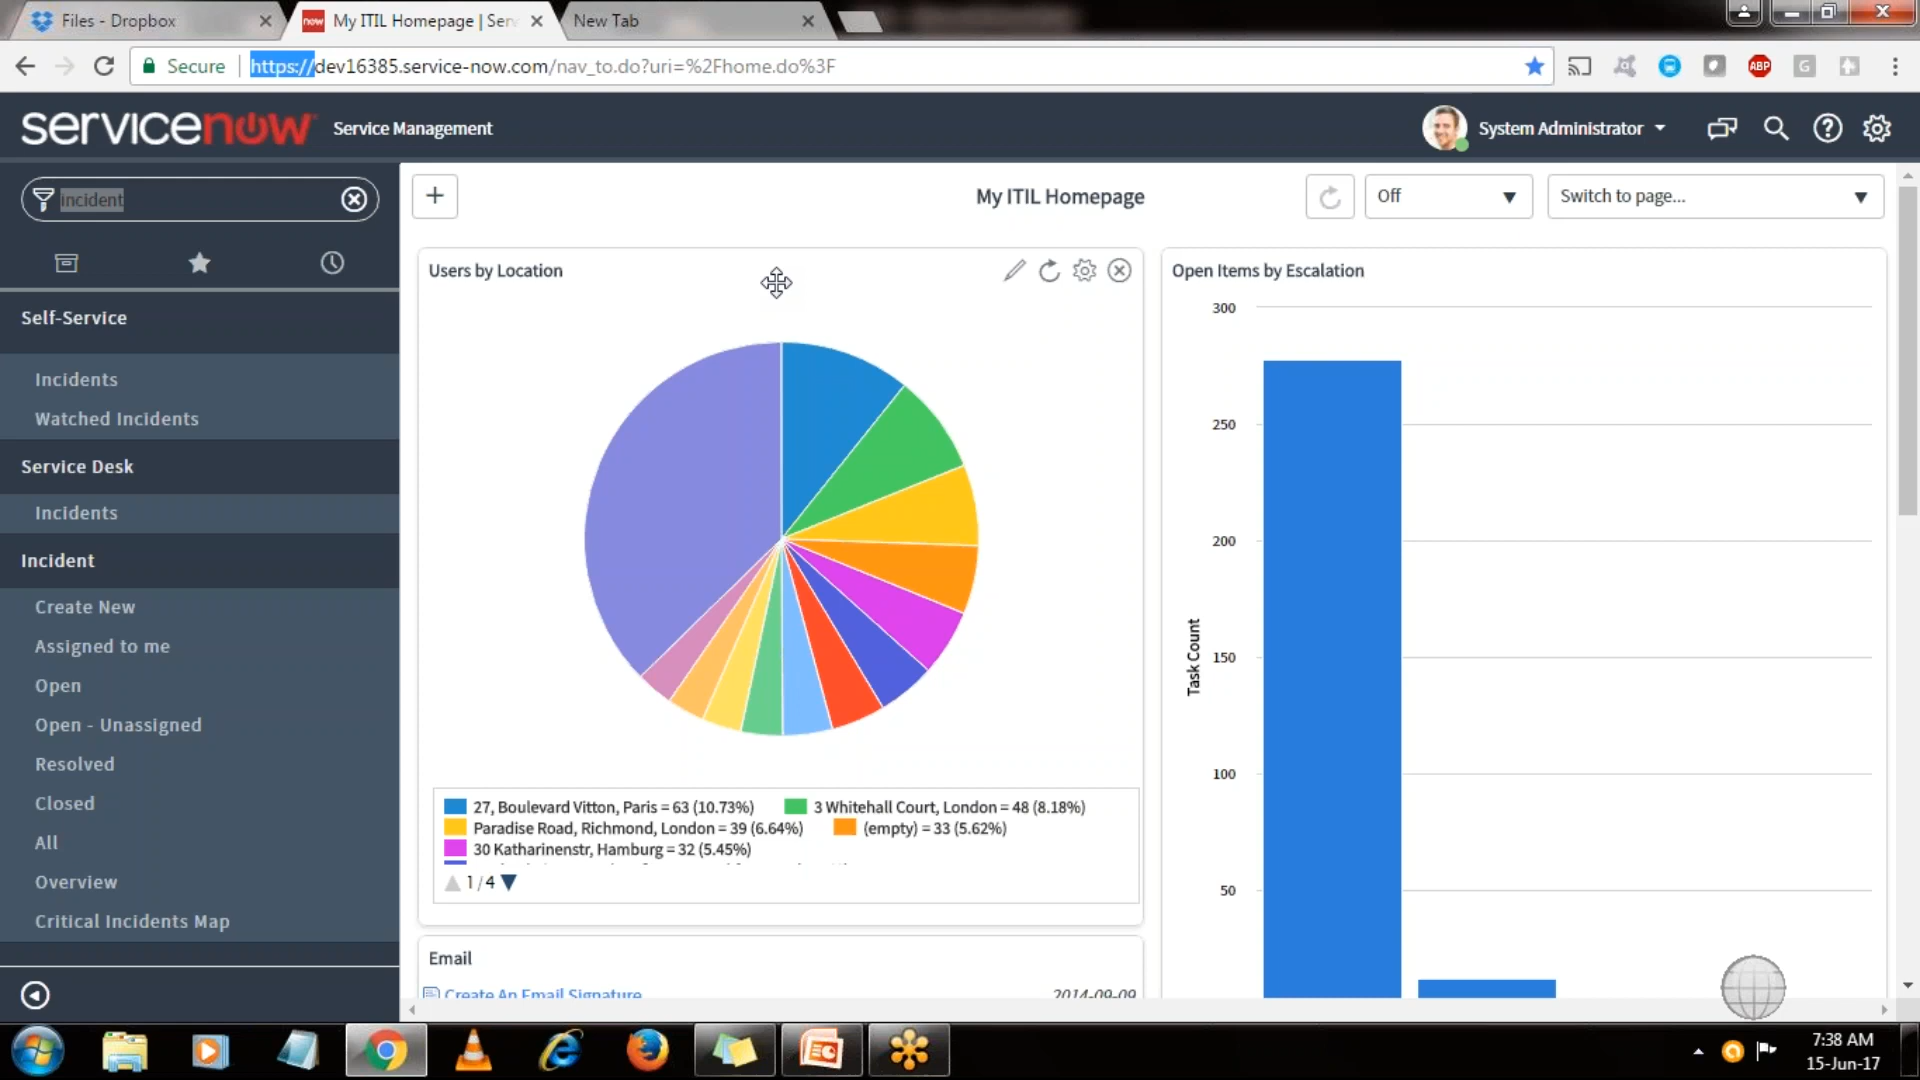 Files - Dropbox
My ITIL Homepage | Serv
New Tab
Secure
https://dev16385.service-now.com/nav_to.do?uri=%2Fhome.do%3F
ABP
G
servicenow
Service Management
System Administrator
incident
My ITIL Homepage
Off
Switch to page...
Self-Service
Incidents
Watched Incidents
Service Desk
Incidents
Incident
Create New
Assigned to me
Open
Open - Unassigned
Resolved
Closed
All
Overview
Critical Incidents Map
Users by Location
27, Boulevard Vitton, Paris = 63 (10.73%)
3 Whitehall Court, London = 48 (8.18%)
Paradise Road, Richmond, London = 39 (6.64%)
(empty) = 33 (5.62%)
30 Katharinenstr, Hamburg = 32 (5.45%)
1/4
Email
Create An Email Signature
2014-09-09
Open Items by Escalation
300
250
200
150
100
50
Task Count
7:38 AM
15-Jun-17